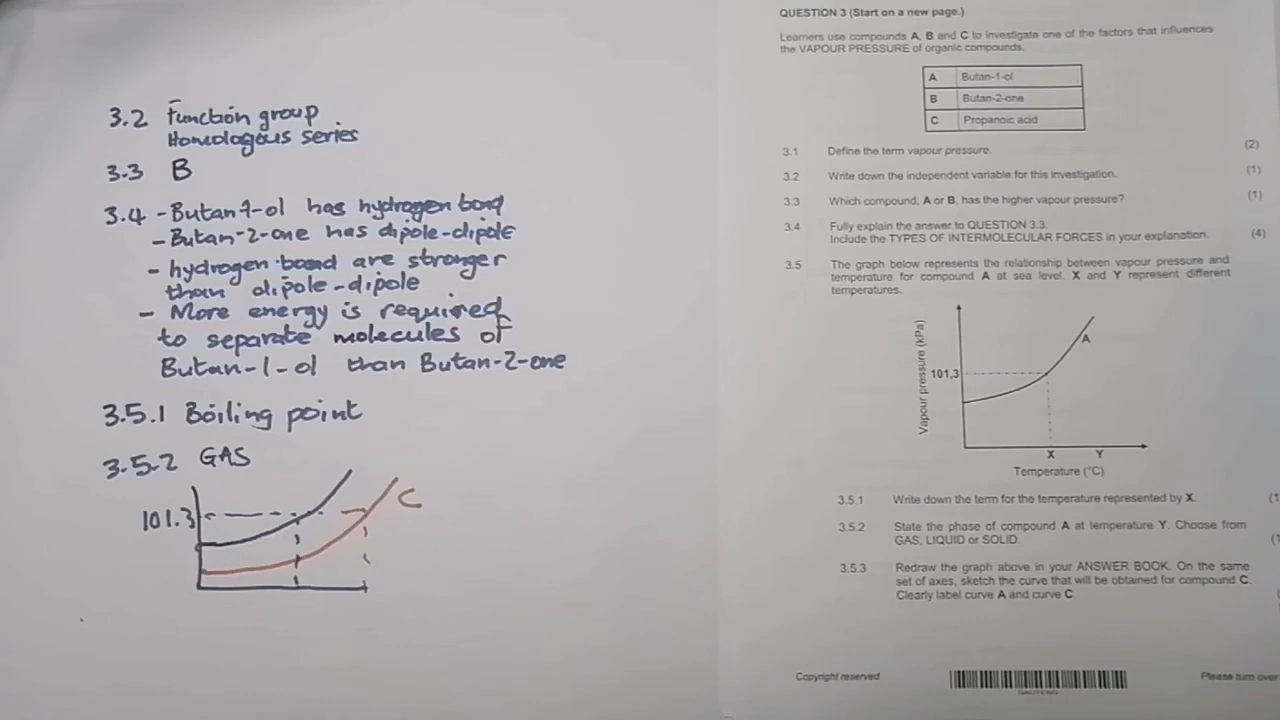 3.2 Function group
Homologous series
3.3 B
3.4 - Butan-1-ol has hydrogen bond
- Butan-2-one has dipole-dipole
- hydrogen bond are stronger
than dipole-dipole
- More energy is required
to separate molecules of
Butan-1-ol than Butan-2-one
3.5.1 Boiling point
3.5.2 GAS
101.3
C
QUESTION 3 (Start on a new page.)
Learners use compounds A, B and C to investigate one of the factors that influences
the VAPOUR PRESSURE of organic compounds.
A Butan-1-ol
B Butan-2-one
C Propanoic acid
3.1 Define the term vapour pressure. (2)
3.2 Write down the independent variable for this investigation. (1)
3.3 Which compound, A or B, has the higher vapour pressure? (1)
3.4 Fully explain the answer to QUESTION 3.3.
Include the TYPES OF INTERMOLECULAR FORCES in your explanation. (4)
3.5 The graph below represents the relationship between vapour pressure and
temperature for compound A at sea level. X and Y represent different
temperatures.
Vapour pressure (kPa)
A
101,3
X Y
Temperature (°C)
3.5.1 Write down the term for the temperature represented by X. (1
3.5.2 State the phase of compound A at temperature Y. Choose from
GAS, LIQUID or SOLID. (1
3.5.3 Redraw the graph above in your ANSWER BOOK. On the same
set of axes, sketch the curve that will be obtained for compound C.
Clearly label curve A and curve C
Copyright reserved
Please turn over